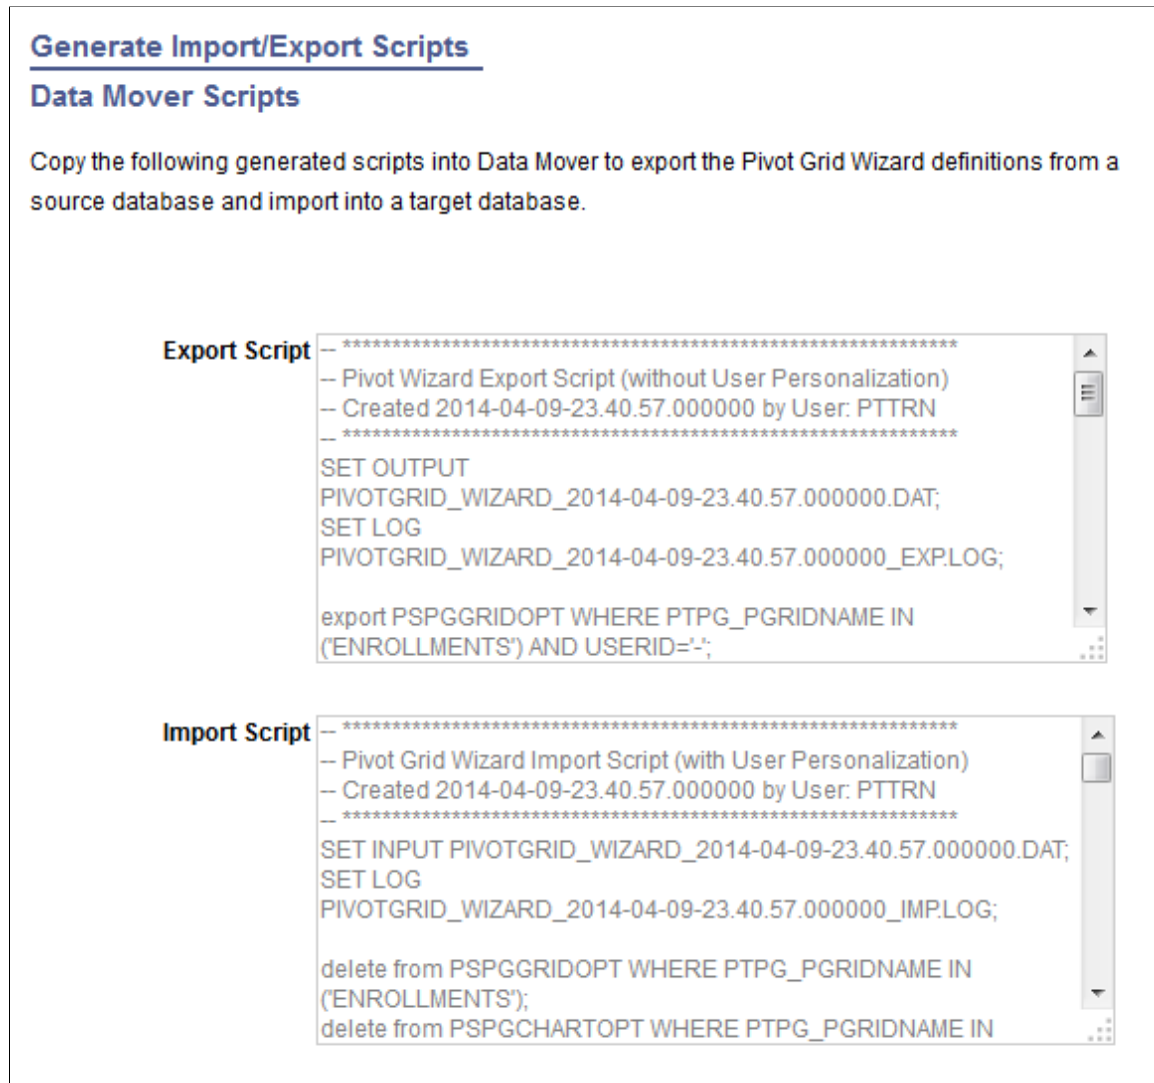 Generate Import/Export Scripts
Data Mover Scripts
Copy the following generated scripts into Data Mover to export the Pivot Grid Wizard definitions from a
source database and import into a target database.
Export Script
-- **************************************************************
-- Pivot Wizard Export Script (without User Personalization)
-- Created 2014-04-09-23.40.57.000000 by User: PTTRN
-- **************************************************************
SET OUTPUT
PIVOTGRID_WIZARD_2014-04-09-23.40.57.000000.DAT;
SET LOG
PIVOTGRID_WIZARD_2014-04-09-23.40.57.000000_EXP.LOG;
export PSPGGRIDOPT WHERE PTPG_PGRIDNAME IN
('ENROLLMENTS') AND USERID='-';
Import Script
-- **************************************************************
-- Pivot Grid Wizard Import Script (with User Personalization)
-- Created 2014-04-09-23.40.57.000000 by User: PTTRN
-- **************************************************************
SET INPUT PIVOTGRID_WIZARD_2014-04-09-23.40.57.000000.DAT;
SET LOG
PIVOTGRID_WIZARD_2014-04-09-23.40.57.000000_IMP.LOG;
delete from PSPGGRIDOPT WHERE PTPG_PGRIDNAME IN
('ENROLLMENTS');
delete from PSPGCHARTOPT WHERE PTPG_PGRIDNAME IN